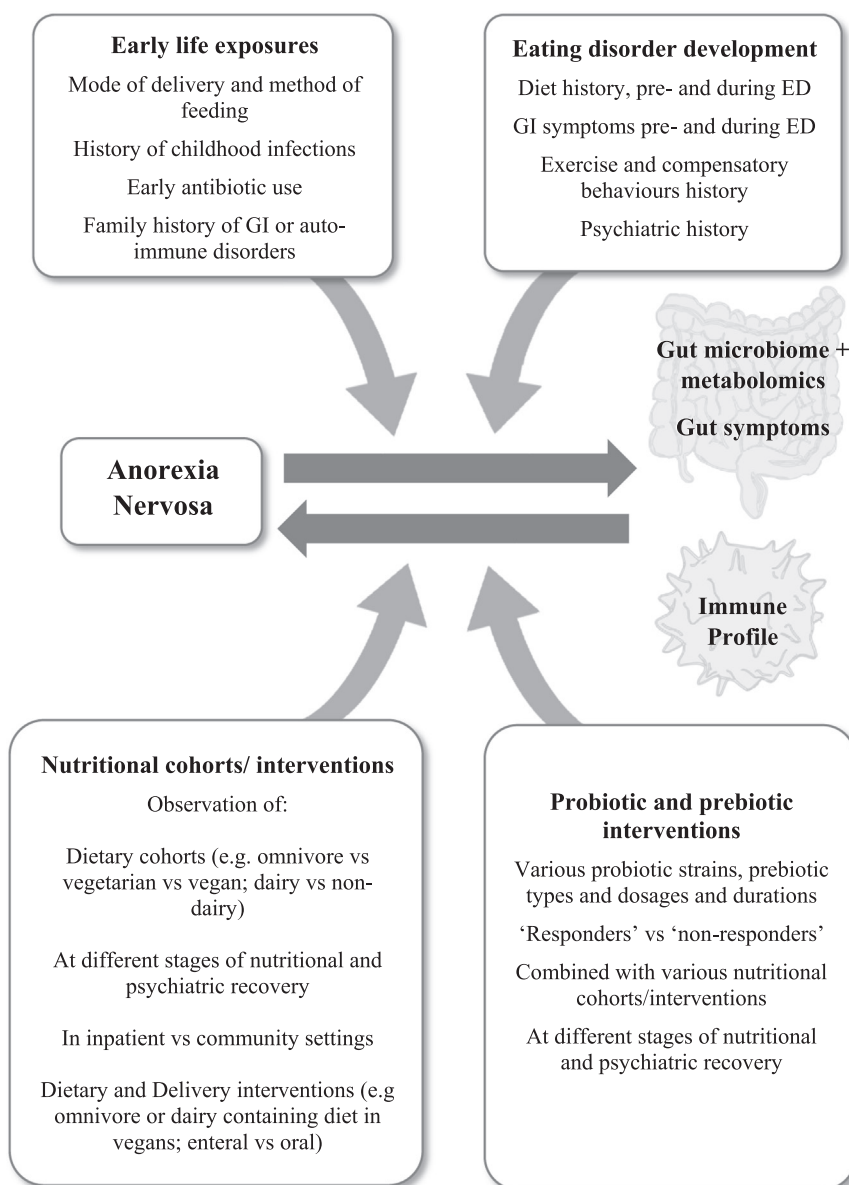 Early life exposures
Mode of delivery and method of
feeding
History of childhood infections
Early antibiotic use
Family history of GI or auto-
immune disorders
Eating disorder development
Diet history, pre- and during ED
GI symptoms pre- and during ED
Exercise and compensatory
behaviours history
Psychiatric history
Gut microbiome +
metabolomics
Gut symptoms
Anorexia
Nervosa
Immune
Profile
Nutritional cohorts/ interventions
Observation of:
Dietary cohorts (e.g. omnivore vs
vegetarian vs vegan; dairy vs non-
dairy)
At different stages of nutritional and
psychiatric recovery
In inpatient vs community settings
Dietary and Delivery interventions (e.g
omnivore or dairy containing diet in
vegans; enteral vs oral)
Probiotic and prebiotic
interventions
Various probiotic strains, prebiotic
types and dosages and durations
‘Responders’ vs ‘non-responders’
Combined with various nutritional
cohorts/interventions
At different stages of nutritional
and psychiatric recovery